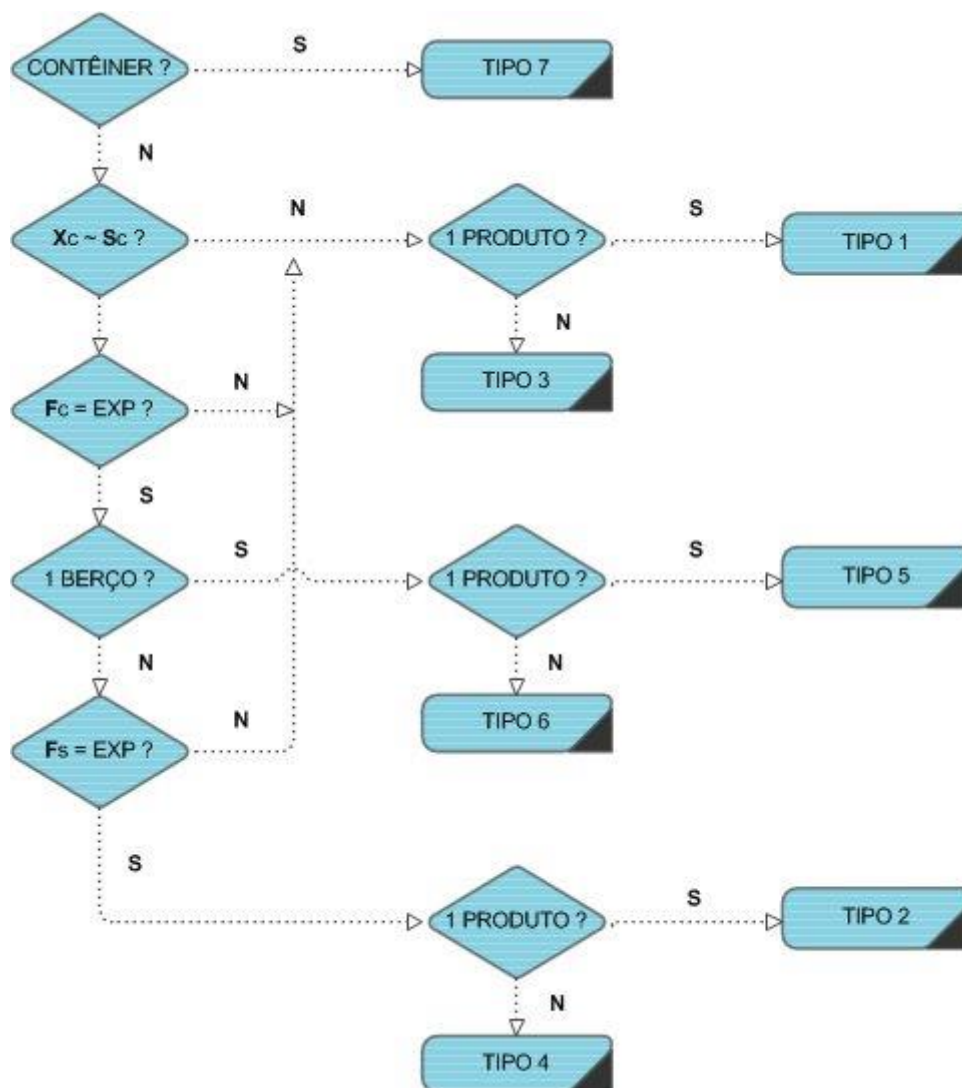 CONTÊINER ?
S
TIPO 7
N
Xc ~ Sc ?
N
1 PRODUTO ?
S
TIPO 1
N
TIPO 3
Fc = EXP ?
N
S
1 BERÇO ?
S
1 PRODUTO ?
S
TIPO 5
N
N
TIPO 6
Fs = EXP ?
N
S
1 PRODUTO ?
S
TIPO 2
N
TIPO 4